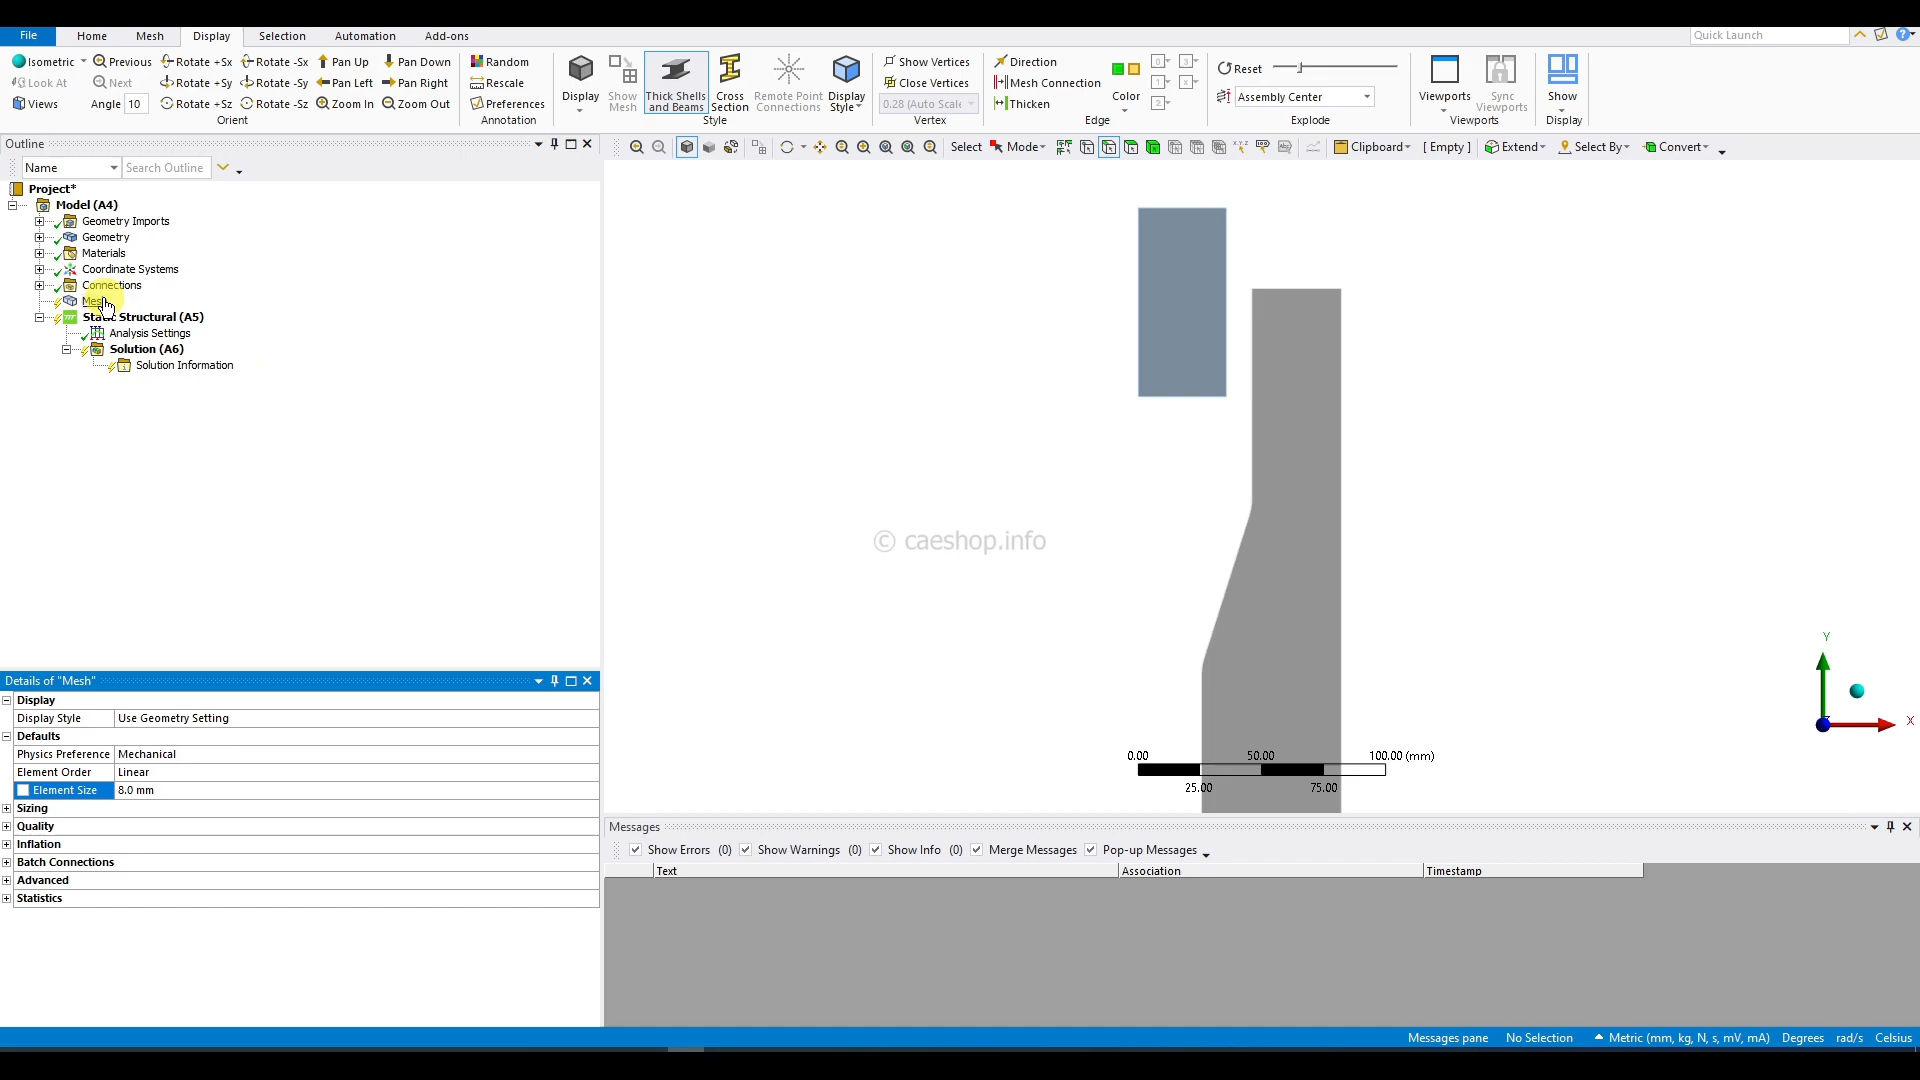 File Home Mesh Display Selection Automation Add-ons Quick Launch
Isometric Previous Rotate +Sx Rotate -Sx Pan Up Pan Down
Look At Next Rotate +Sy Rotate -Sy Pan Left Pan Right
Views Angle 10 Rotate +Sz Rotate -Sz Zoom In Zoom Out
Orient
Random
Rescale
Preferences
Annotation
Display
Show Mesh
Thick Shells and Beams
Cross Section
Remote Point Connections
Display Style
Style
Show Vertices
Close Vertices
0.28 (Auto Scale
Vertex
Direction
Mesh Connection
Thicken
Color
0 3
1 x
2
Edge
Reset
Assembly Center
Explode
Viewports
Sync Viewports
Viewports
Show
Display
Outline
Name Search Outline
Select Mode Clipboard [ Empty ] Extend Select By Convert
Project*
Model (A4)
Geometry Imports
Geometry
Materials
Coordinate Systems
Connections
Mesh
Static Structural (A5)
Analysis Settings
Solution (A6)
Solution Information
© caeshop.info
Y
X
0.00 50.00 100.00 (mm)
25.00 75.00
Details of "Mesh"
Display
Display Style Use Geometry Setting
Defaults
Physics Preference Mechanical
Element Order Linear
Element Size 8.0 mm
Sizing
Quality
Inflation
Batch Connections
Advanced
Statistics
Messages
Show Errors (0) Show Warnings (0) Show Info (0) Merge Messages Pop-up Messages
Text Association Timestamp
Messages pane No Selection Metric (mm, kg, N, s, mV, mA) Degrees rad/s Celsius